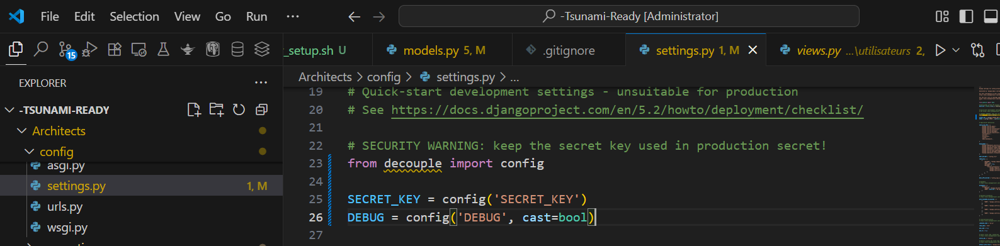 File Edit Selection View Go Run ··· -Tsunami-Ready [Administrator]
15
_setup.sh U models.py 5, M .gitignore settings.py 1, M views.py ...\utilisateurs 2,
EXPLORER ···
Architects > config > settings.py > ...
-TSUNAMI-READY
Architects
config
asgi.py
settings.py 1, M
urls.py
wsgi.py
19 # Quick-start development settings - unsuitable for production
20 # See https://docs.djangoproject.com/en/5.2/howto/deployment/checklist/
21
22 # SECURITY WARNING: keep the secret key used in production secret!
23 from decouple import config
24
25 SECRET_KEY = config('SECRET_KEY')
26 DEBUG = config('DEBUG', cast=bool)
27